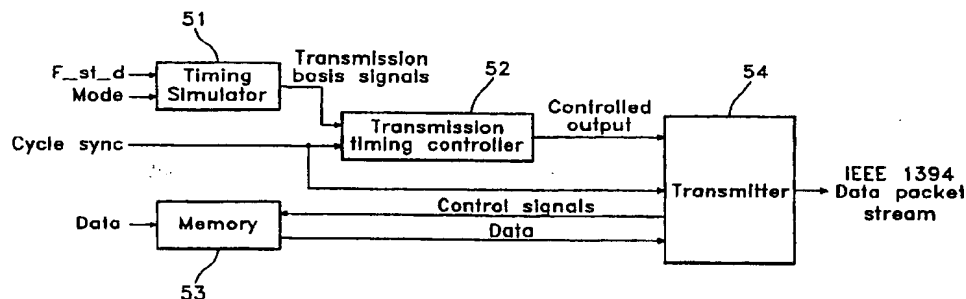 51
Transmission
basis signals
F_st_d
Mode
Timing
Simulator
52
54
Transmission
timing controller
Controlled
output
Cycle sync
Transmitter
IEEE 1394
Data packet
stream
Control signals
Data
Memory
Data
53